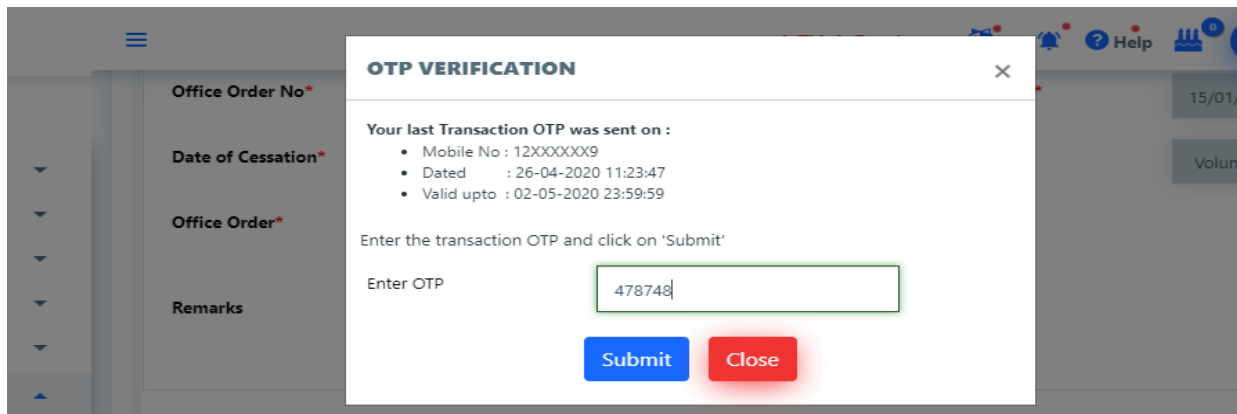 0
Help
OTP VERIFICATION
×
Office Order No*
*
15/01/
Your last Transaction OTP was sent on :
Mobile No : 12XXXXXX9
Dated : 26-04-2020 11:23:47
Valid upto : 02-05-2020 23:59:59
Date of Cessation*
Volun
Office Order*
Enter the transaction OTP and click on 'Submit'
Enter OTP
478748
Remarks
Submit
Close